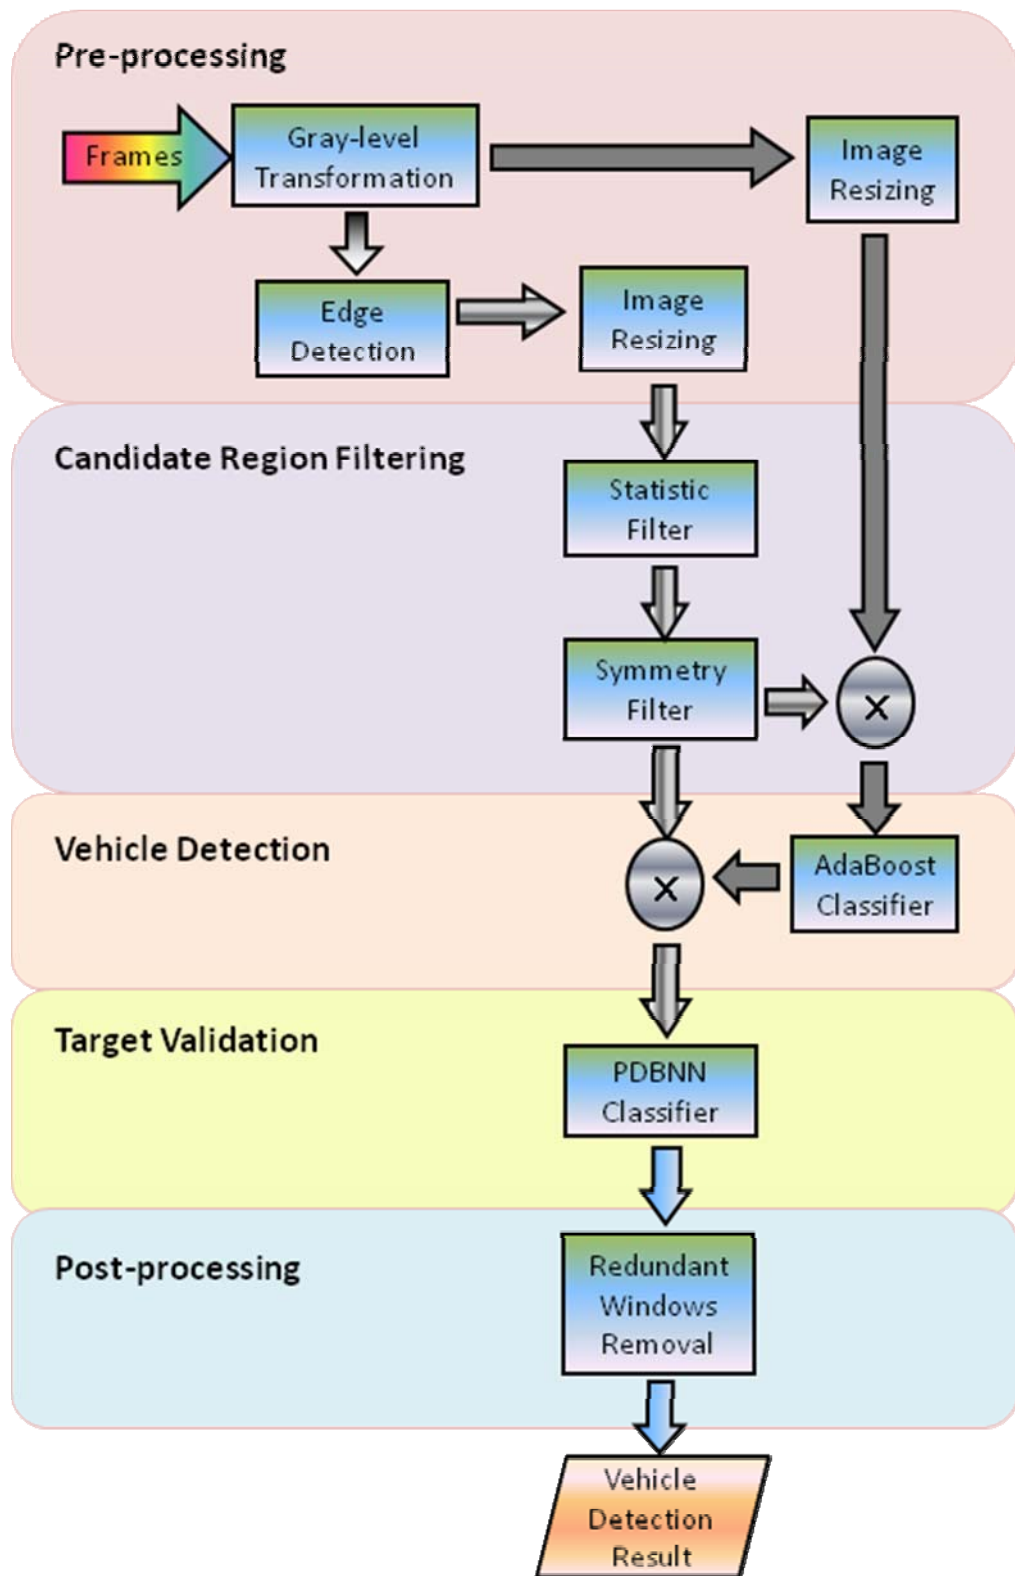 Pre-processing
Frames
Gray-level
Transformation
Image
Resizing
Edge
Detection
Image
Resizing
Candidate Region Filtering
Statistic
Filter
Symmetry
Filter
X
Vehicle Detection
X
AdaBoost
Classifier
Target Validation
PDBNN
Classifier
Post-processing
Redundant
Windows
Removal
Vehicle
Detection
Result